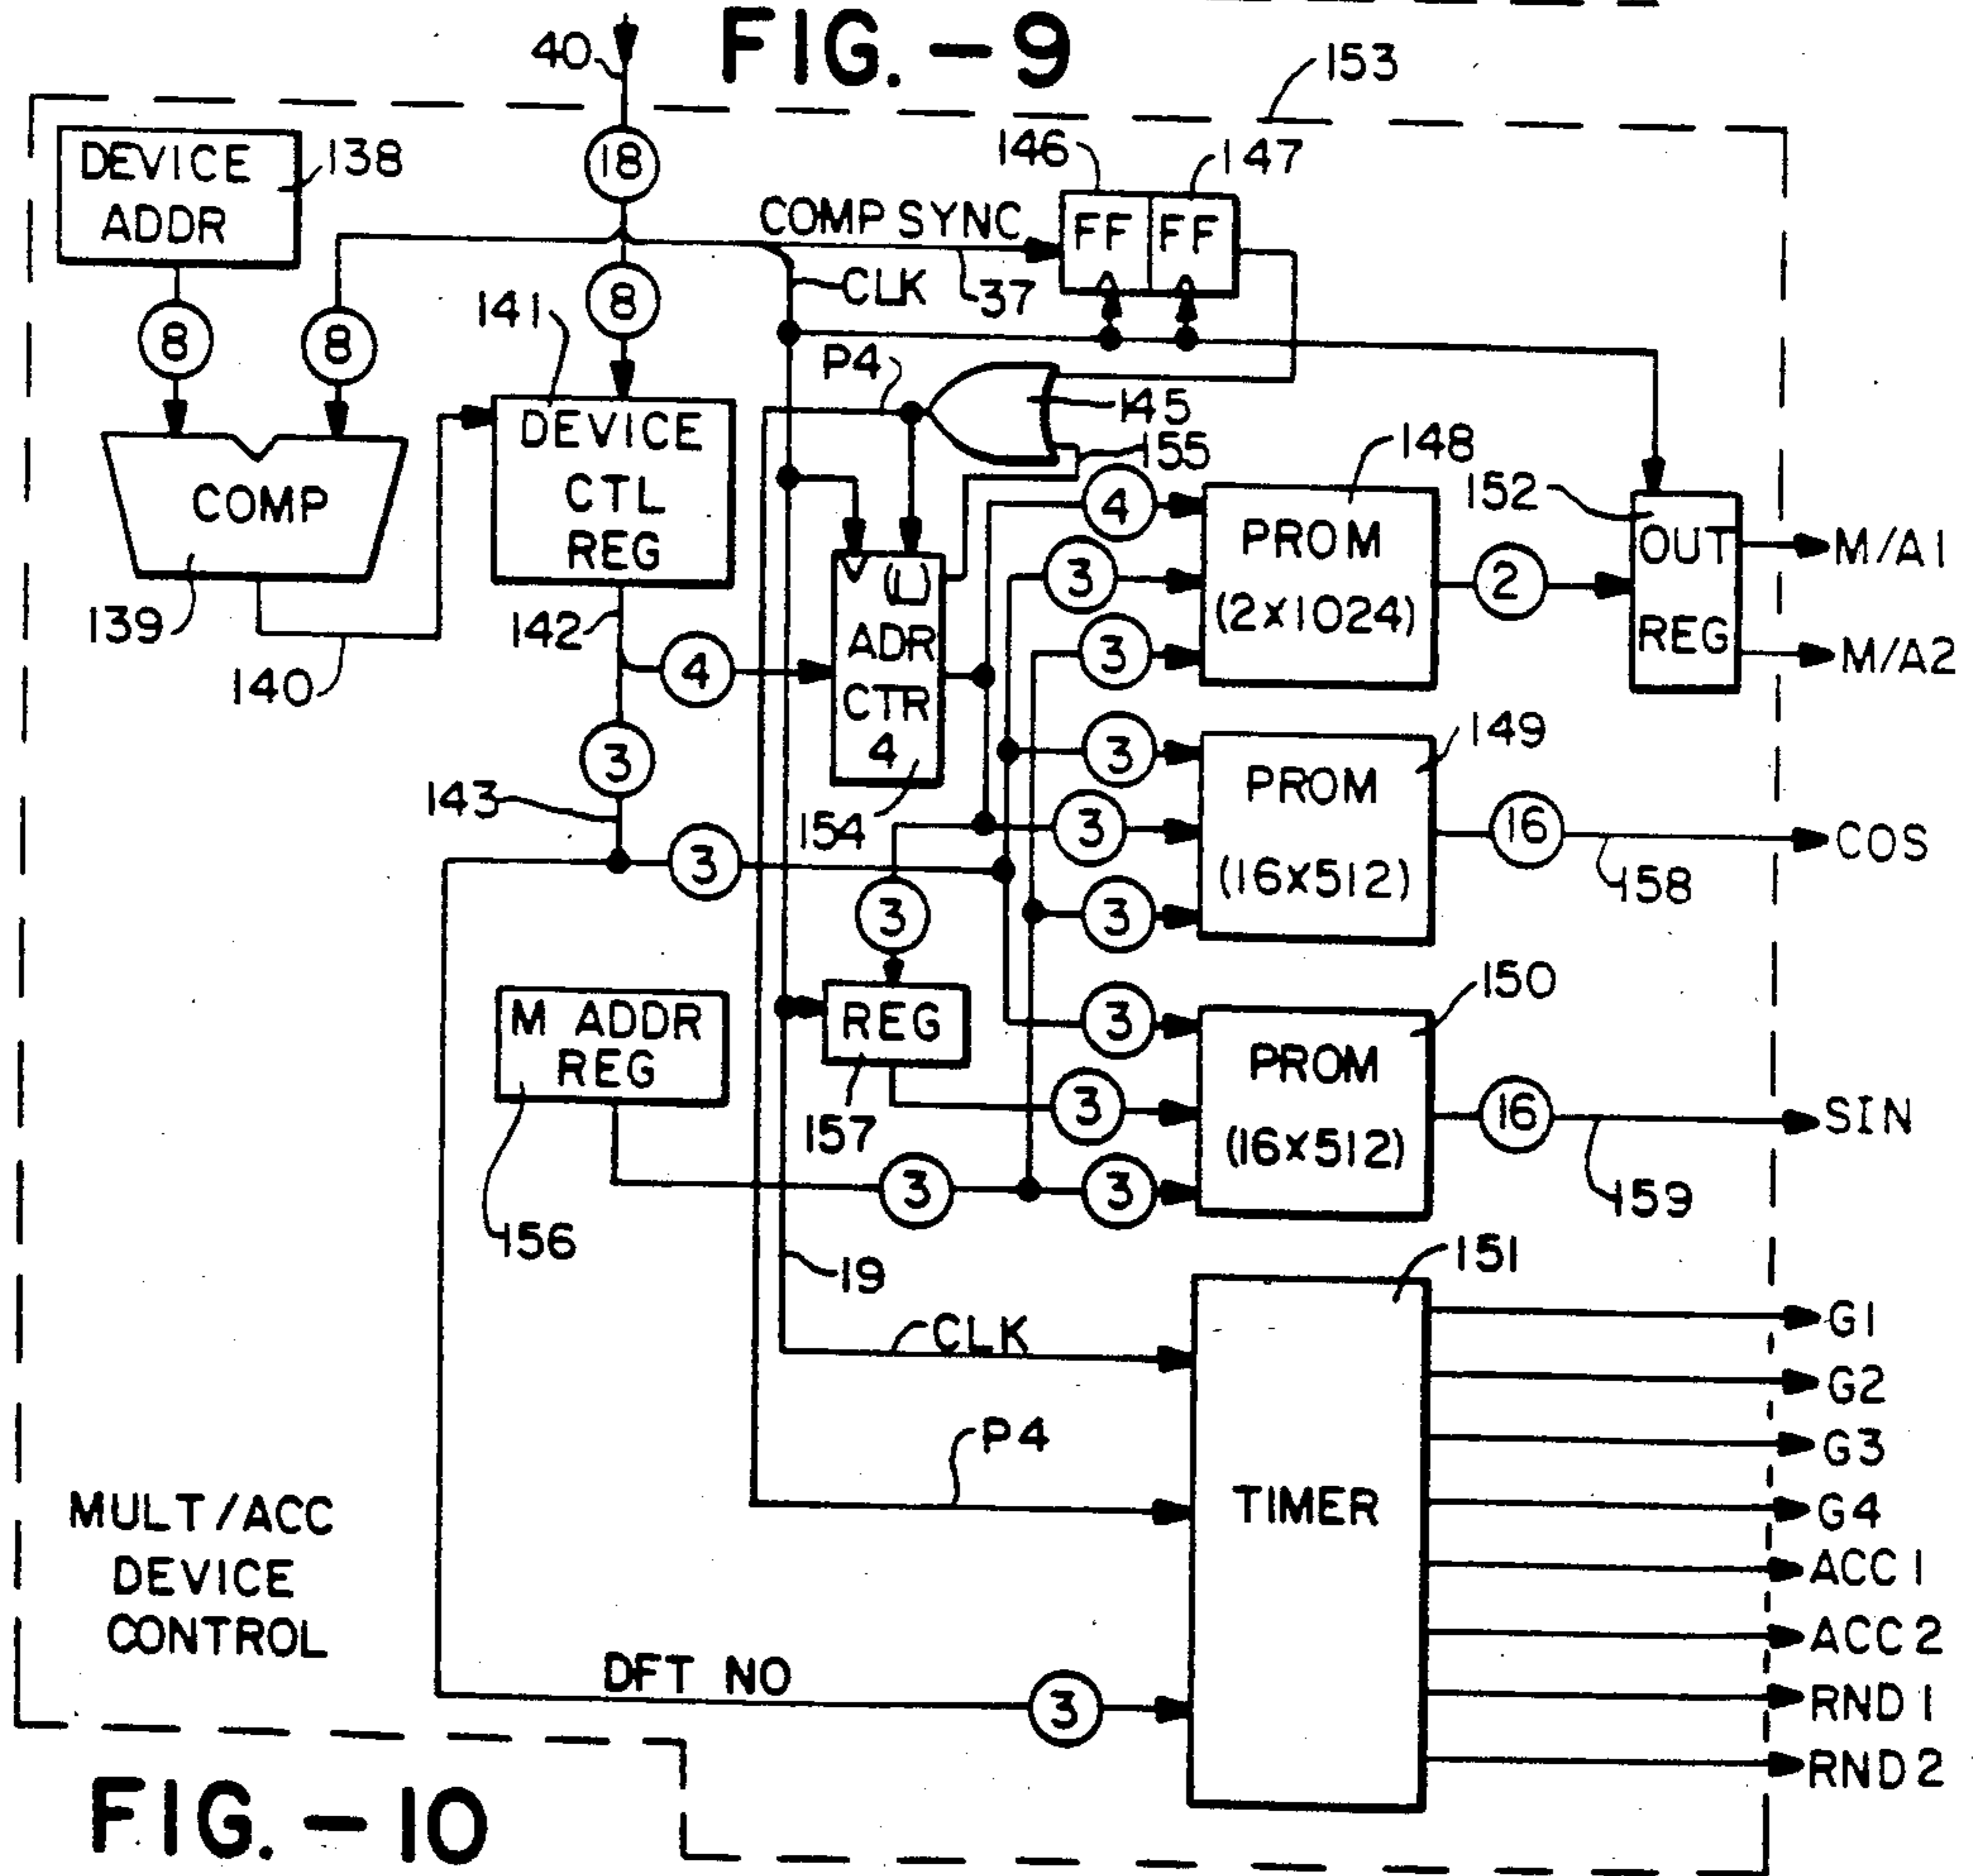 FIG.-9
40
153
DEVICE
ADDR
138
18
146
147
COMP SYNC
FF
FF
8
8
8
CLK
37
141
P4
145
155
COMP
139
140
DEVICE
CTL
REG
142
4
3
143
3
(L)
ADR
CTR
4
154
4
3
3
148
PROM
(2X1024)
2
152
OUT
REG
M/A1
M/A2
3
3
3
149
PROM
(16X512)
16
158
COS
3
REG
157
M ADDR
REG
156
3
3
3
3
150
PROM
(16X512)
16
159
SIN
19
CLK
P4
151
TIMER
G1
G2
G3
G4
ACC 1
ACC 2
RND 1
RND 2
MULT/ACC
DEVICE
CONTROL
DFT NO
3
FIG.-10